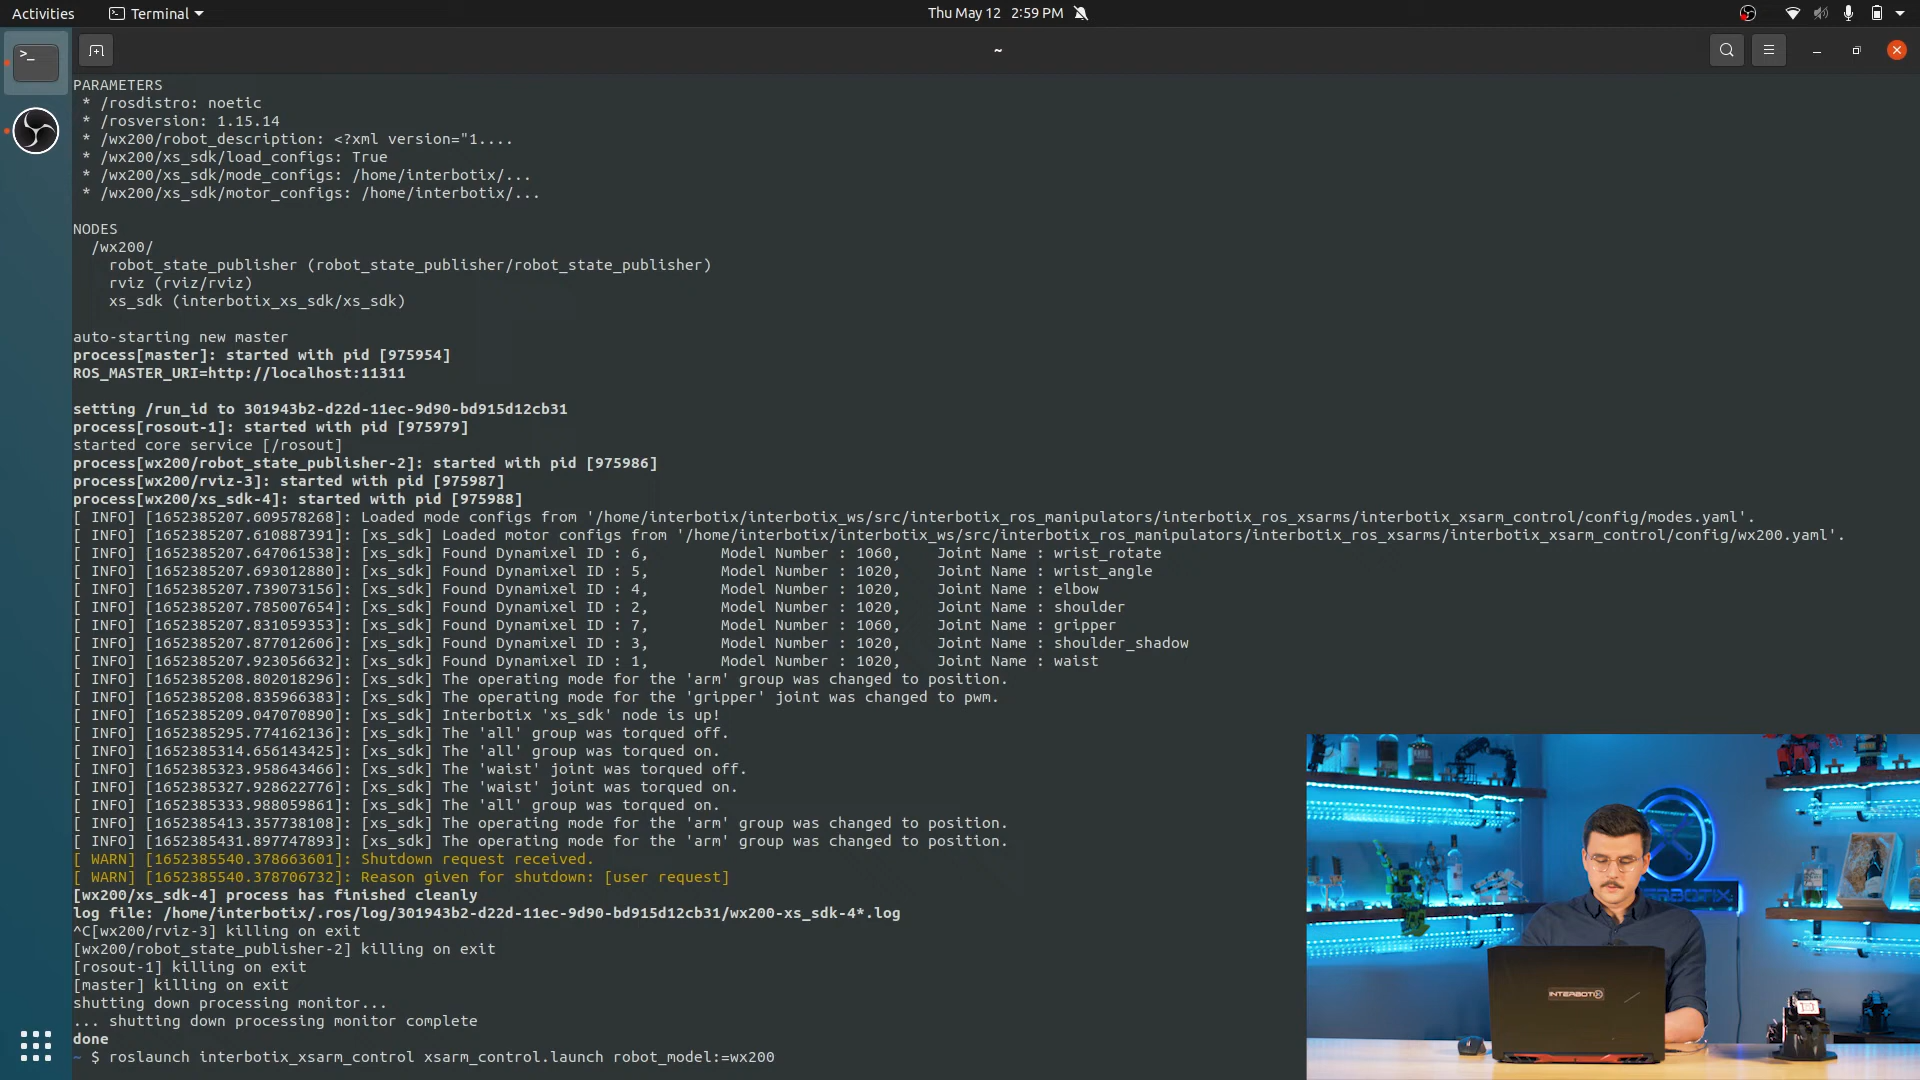 Activities
Terminal
Thu May 12 2:59 PM
~
PARAMETERS
* /rosdistro: noetic
* /rosversion: 1.15.14
* /wx200/robot_description: <?xml version="1....
* /wx200/xs_sdk/load_configs: True
* /wx200/xs_sdk/mode_configs: /home/interbotix/...
* /wx200/xs_sdk/motor_configs: /home/interbotix/...
NODES
/wx200/
robot_state_publisher (robot_state_publisher/robot_state_publisher)
rviz (rviz/rviz)
xs_sdk (interbotix_xs_sdk/xs_sdk)
auto-starting new master
process[master]: started with pid [975954]
ROS_MASTER_URI=http://localhost:11311
setting /run_id to 301943b2-d22d-11ec-9d90-bd915d12cb31
process[rosout-1]: started with pid [975979]
started core service [/rosout]
process[wx200/robot_state_publisher-2]: started with pid [975986]
process[wx200/rviz-3]: started with pid [975987]
process[wx200/xs_sdk-4]: started with pid [975988]
[ INFO] [1652385207.609578268]: Loaded mode configs from '/home/interbotix/interbotix_ws/src/interbotix_ros_manipulators/interbotix_ros_xsarms/interbotix_xsarm_control/config/modes.yaml'.
[ INFO] [1652385207.610887391]: [xs_sdk] Loaded motor configs from '/home/interbotix/interbotix_ws/src/interbotix_ros_manipulators/interbotix_ros_xsarms/interbotix_xsarm_control/config/wx200.yaml'.
[ INFO] [1652385207.647061538]: [xs_sdk] Found Dynamixel ID : 6, Model Number : 1060, Joint Name : wrist_rotate
[ INFO] [1652385207.693012880]: [xs_sdk] Found Dynamixel ID : 5, Model Number : 1020, Joint Name : wrist_angle
[ INFO] [1652385207.739073156]: [xs_sdk] Found Dynamixel ID : 4, Model Number : 1020, Joint Name : elbow
[ INFO] [1652385207.785007654]: [xs_sdk] Found Dynamixel ID : 2, Model Number : 1020, Joint Name : shoulder
[ INFO] [1652385207.831059353]: [xs_sdk] Found Dynamixel ID : 7, Model Number : 1060, Joint Name : gripper
[ INFO] [1652385207.877012606]: [xs_sdk] Found Dynamixel ID : 3, Model Number : 1020, Joint Name : shoulder_shadow
[ INFO] [1652385207.923056632]: [xs_sdk] Found Dynamixel ID : 1, Model Number : 1020, Joint Name : waist
[ INFO] [1652385208.802018296]: [xs_sdk] The operating mode for the 'arm' group was changed to position.
[ INFO] [1652385208.835966383]: [xs_sdk] The operating mode for the 'gripper' joint was changed to pwm.
[ INFO] [1652385209.047070890]: [xs_sdk] Interbotix 'xs_sdk' node is up!
[ INFO] [1652385295.774162136]: [xs_sdk] The 'all' group was torqued off.
[ INFO] [1652385314.656143425]: [xs_sdk] The 'all' group was torqued on.
[ INFO] [1652385323.958643466]: [xs_sdk] The 'waist' joint was torqued off.
[ INFO] [1652385327.928622776]: [xs_sdk] The 'waist' joint was torqued on.
[ INFO] [1652385333.988059861]: [xs_sdk] The 'all' group was torqued on.
[ INFO] [1652385413.357738108]: [xs_sdk] The operating mode for the 'arm' group was changed to position.
[ INFO] [1652385431.897747893]: [xs_sdk] The operating mode for the 'arm' group was changed to position.
[ WARN] [1652385540.378663601]: Shutdown request received.
[ WARN] [1652385540.378706732]: Reason given for shutdown: [user request]
[wx200/xs_sdk-4] process has finished cleanly
log file: /home/interbotix/.ros/log/301943b2-d22d-11ec-9d90-bd915d12cb31/wx200-xs_sdk-4*.log
^C[wx200/rviz-3] killing on exit
[wx200/robot_state_publisher-2] killing on exit
[rosout-1] killing on exit
[master] killing on exit
shutting down processing monitor...
... shutting down processing monitor complete
done
~ $ roslaunch interbotix_xsarm_control xsarm_control.launch robot_model:=wx200
INTERBOTIX